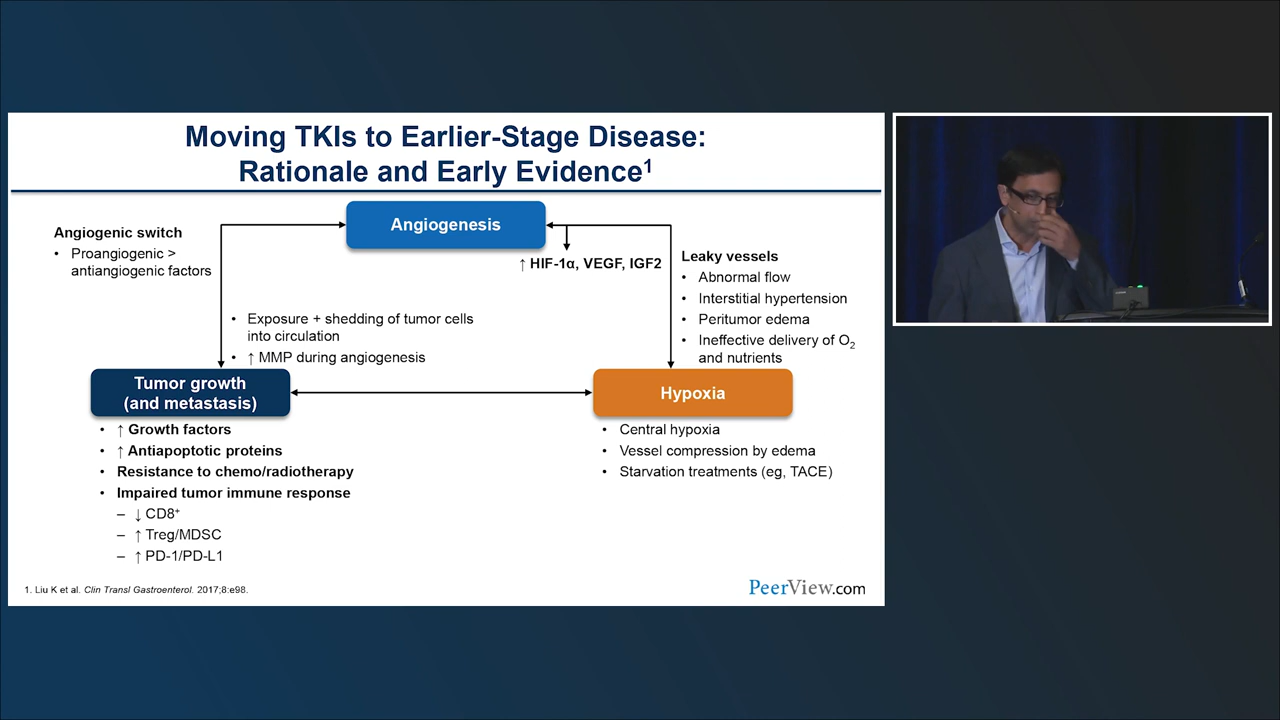 Moving TKIs to Earlier-Stage Disease:
Rationale and Early Evidence¹
Angiogenesis
Angiogenic switch
• Proangiogenic >
antiangiogenic factors
↑ HIF-1α, VEGF, IGF2
Leaky vessels
• Abnormal flow
• Interstitial hypertension
• Peritumor edema
• Ineffective delivery of O₂
and nutrients
• Exposure + shedding of tumor cells
into circulation
• ↑ MMP during angiogenesis
Tumor growth
(and metastasis)
• ↑ Growth factors
• ↑ Antiapoptotic proteins
• Resistance to chemo/radiotherapy
• Impaired tumor immune response
– ↓ CD8⁺
– ↑ Treg/MDSC
– ↑ PD-1/PD-L1
Hypoxia
• Central hypoxia
• Vessel compression by edema
• Starvation treatments (eg, TACE)
1. Liu K et al. Clin Transl Gastroenterol. 2017;8:e98.
PeerView.com